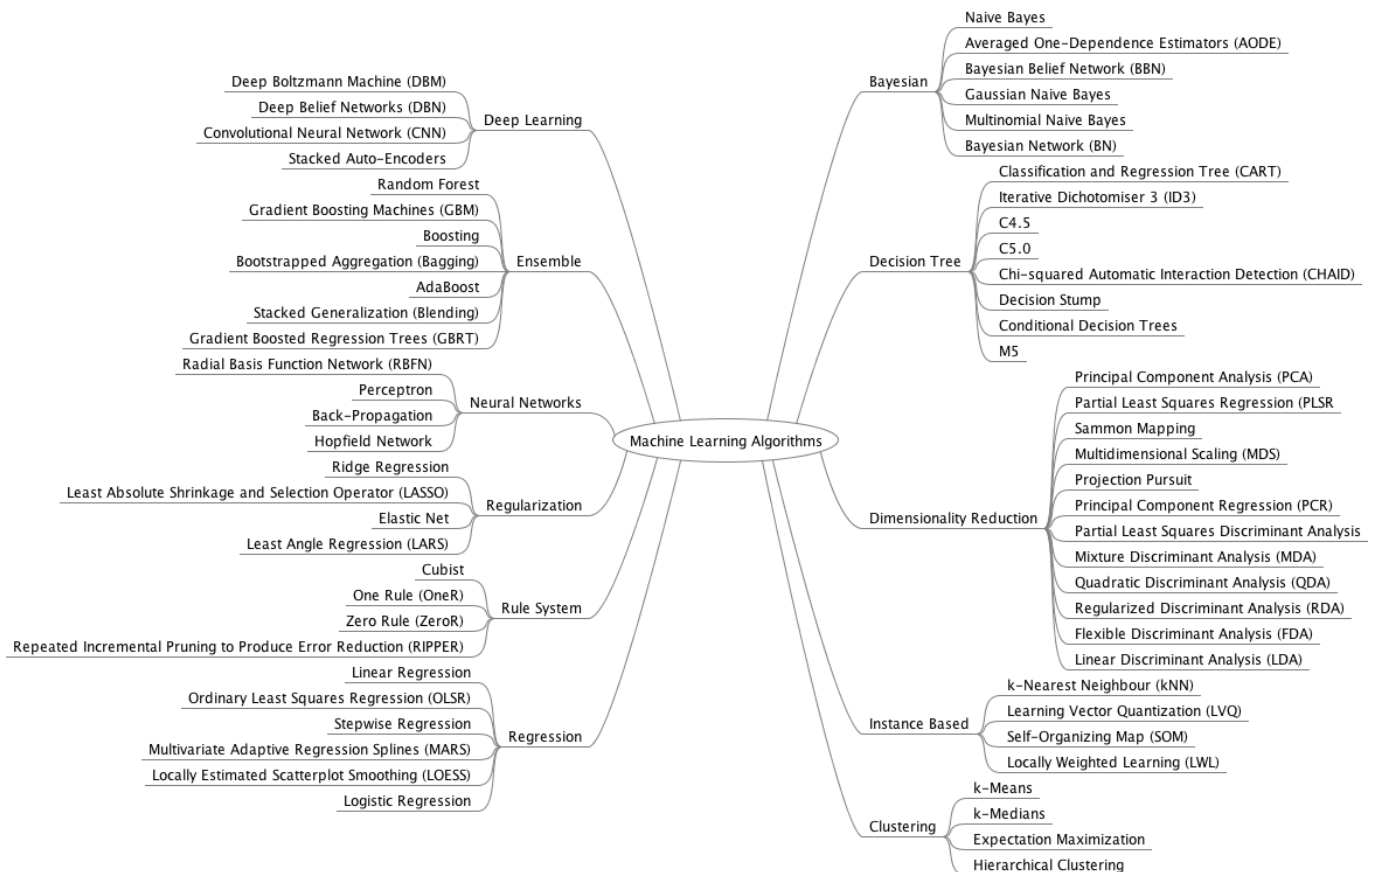 Machine Learning Algorithms
Deep Learning
Deep Boltzmann Machine (DBM)
Deep Belief Networks (DBN)
Convolutional Neural Network (CNN)
Stacked Auto-Encoders
Ensemble
Random Forest
Gradient Boosting Machines (GBM)
Boosting
Bootstrapped Aggregation (Bagging)
AdaBoost
Stacked Generalization (Blending)
Gradient Boosted Regression Trees (GBRT)
Neural Networks
Radial Basis Function Network (RBFN)
Perceptron
Back-Propagation
Hopfield Network
Regularization
Ridge Regression
Least Absolute Shrinkage and Selection Operator (LASSO)
Elastic Net
Least Angle Regression (LARS)
Rule System
Cubist
One Rule (OneR)
Zero Rule (ZeroR)
Repeated Incremental Pruning to Produce Error Reduction (RIPPER)
Regression
Linear Regression
Ordinary Least Squares Regression (OLSR)
Stepwise Regression
Multivariate Adaptive Regression Splines (MARS)
Locally Estimated Scatterplot Smoothing (LOESS)
Logistic Regression
Bayesian
Naive Bayes
Averaged One-Dependence Estimators (AODE)
Bayesian Belief Network (BBN)
Gaussian Naive Bayes
Multinomial Naive Bayes
Bayesian Network (BN)
Decision Tree
Classification and Regression Tree (CART)
Iterative Dichotomiser 3 (ID3)
C4.5
C5.0
Chi-squared Automatic Interaction Detection (CHAID)
Decision Stump
Conditional Decision Trees
M5
Dimensionality Reduction
Principal Component Analysis (PCA)
Partial Least Squares Regression (PLSR
Sammon Mapping
Multidimensional Scaling (MDS)
Projection Pursuit
Principal Component Regression (PCR)
Partial Least Squares Discriminant Analysis
Mixture Discriminant Analysis (MDA)
Quadratic Discriminant Analysis (QDA)
Regularized Discriminant Analysis (RDA)
Flexible Discriminant Analysis (FDA)
Linear Discriminant Analysis (LDA)
Instance Based
k-Nearest Neighbour (kNN)
Learning Vector Quantization (LVQ)
Self-Organizing Map (SOM)
Locally Weighted Learning (LWL)
Clustering
k-Means
k-Medians
Expectation Maximization
Hierarchical Clustering